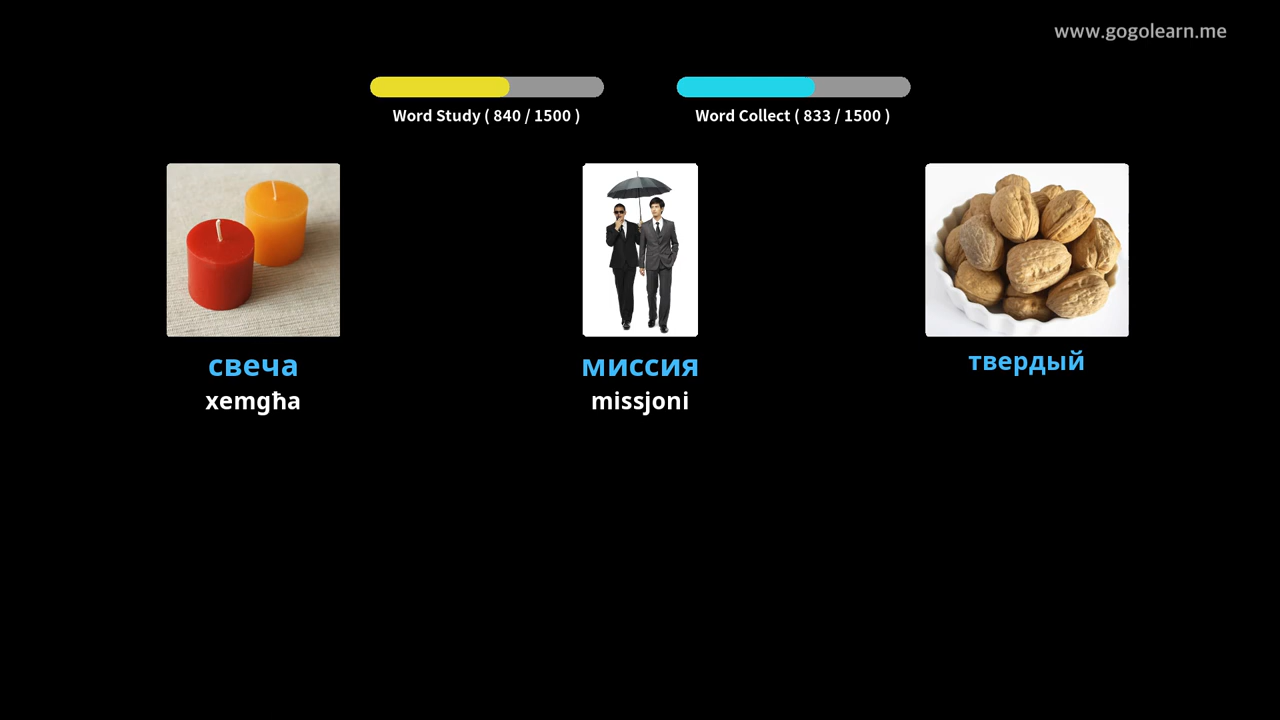 www.gogolearn.me
Word Study ( 840 / 1500 )
Word Collect ( 833 / 1500 )
свеча
xemgħa
миссия
missjoni
твердый